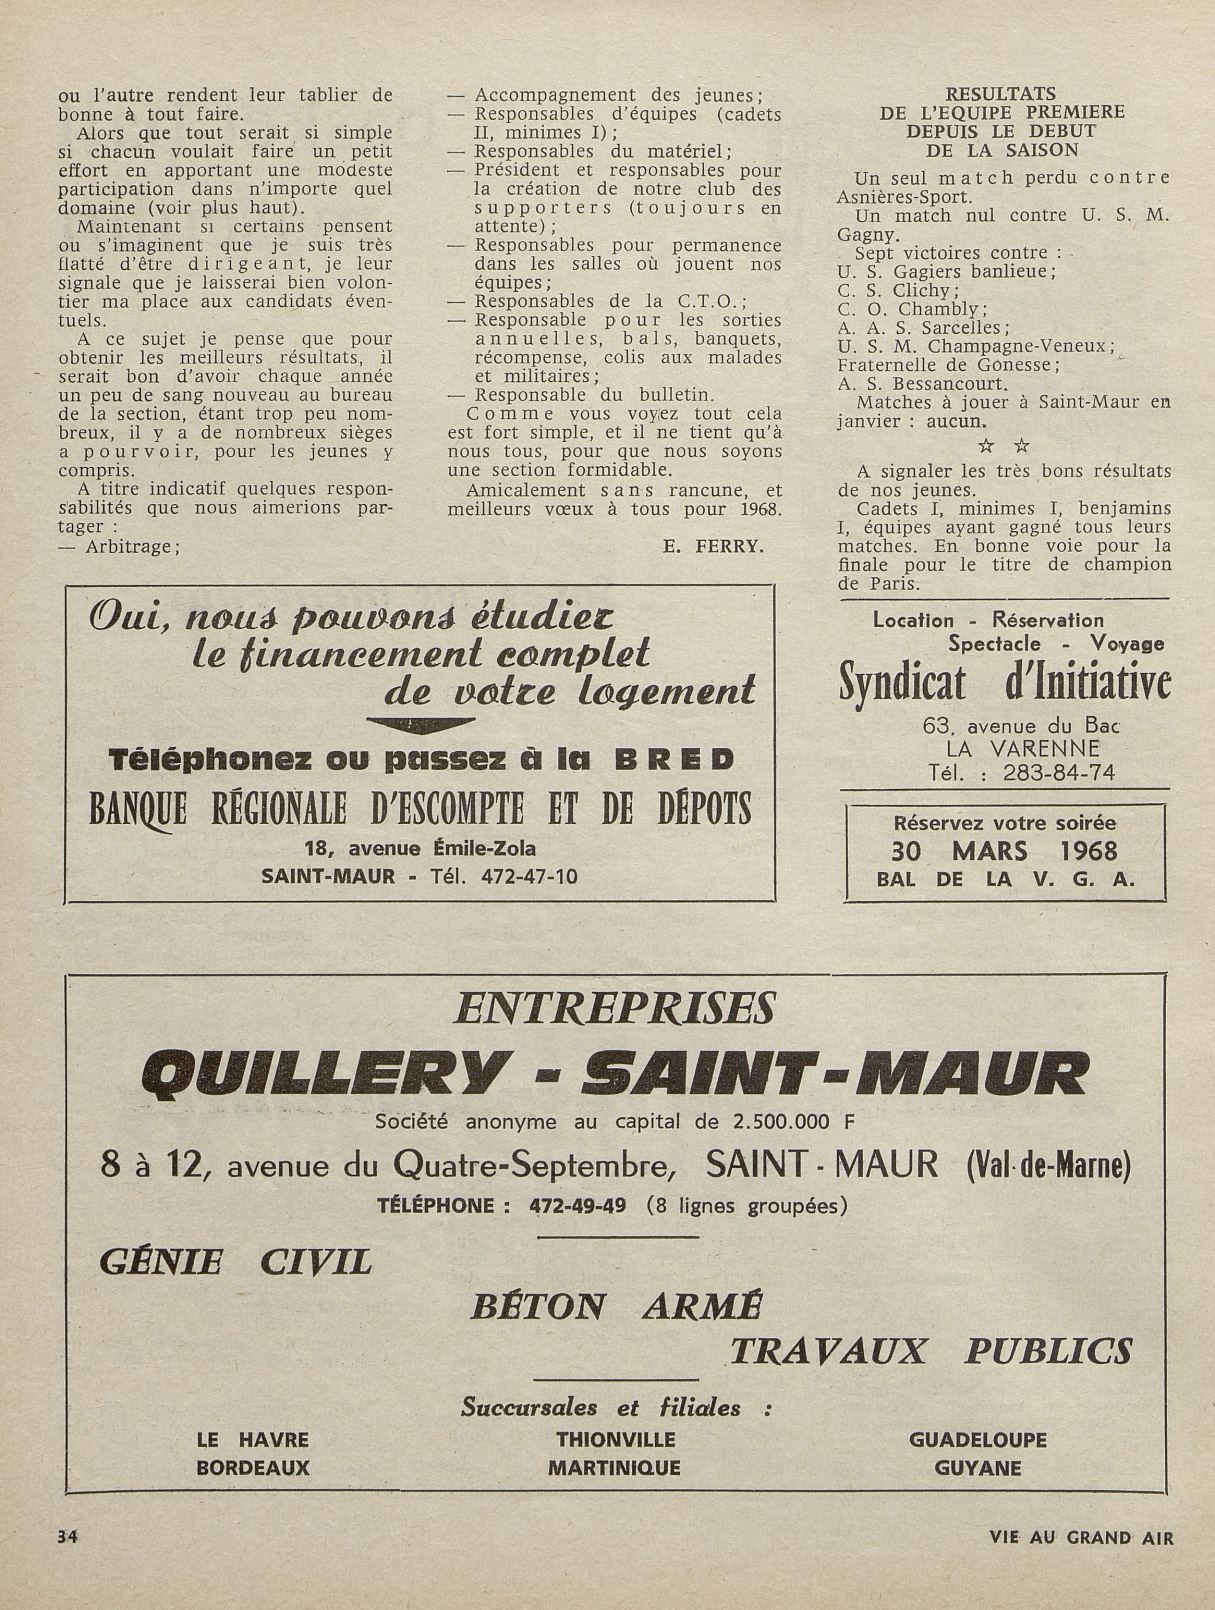 ou l'autre rendent leur tablier de
bonne à tout faire.
Alors que tout serait si simple
si chacun voulait faire un petit
effort en apportant une modeste
participation dans n'importe quel
domaine (voir plus haut).
Maintenant si certains pensent
ou s'imaginent que je suis très
flatté d'être dirigeant, je leur
signale que je laisserai bien volon-
tier ma place aux candidats éven-
tuels.
A ce sujet je pense que pour
obtenir les meilleurs résultats, il
serait bon d'avoir chaque année
un peu de sang nouveau au bureau
de la section, étant trop peu nom-
breux, il y a de nombreux sièges
a pourvoir, pour les jeunes y
compris.
A titre indicatif quelques respon-
sabilités que nous aimerions par-
tager :
— Arbitrage;
— Accompagnement des jeunes;
— Responsables d'équipes (cadets
II, minimes I);
— Responsables du matériel;
— Président et responsables pour
la création de notre club des
supporters (toujours en
attente);
— Responsables pour permanence
dans les salles où jouent nos
équipes;
— Responsables de la C.T.O.;
— Responsable pour les sorties
annuelles, bals, banquets,
récompense, colis aux malades
et militaires;
— Responsable du bulletin.
Comme vous voyez tout cela
est fort simple, et il ne tient qu'à
nous tous, pour que nous soyons
une section formidable.
Amicalement sans rancune, et
meilleurs vœux à tous pour 1968.
E. FERRY.
RESULTATS
DE L'EQUIPE PREMIERE
DEPUIS LE DEBUT
DE LA SAISON
Un seul match perdu contre
Asnières-Sport.
Un match nul contre U. S. M.
Gagny.
Sept victoires contre :
U. S. Gagiers banlieue;
C. S. Clichy;
C. O. Chambly;
A. A. S. Sarcelles;
U. S. M. Champagne-Veneux;
Fraternelle de Gonesse;
A. S. Bessancourt.
Matches à jouer à Saint-Maur en
janvier : aucun.
☆ ☆
A signaler les très bons résultats
de nos jeunes.
Cadets I, minimes I, benjamins
I, équipes ayant gagné tous leurs
matches. En bonne voie pour la
finale pour le titre de champion
de Paris.
Oui, nous pouvons étudier
le financement complet
de votre logement
Téléphonez ou passez à la BRED
BANQUE RÉGIONALE D'ESCOMPTE ET DE DÉPOTS
18, avenue Émile-Zola
SAINT-MAUR - Tél. 472-47-10
Location - Réservation
Spectacle - Voyage
Syndicat d'Initiative
63, avenue du Bac
LA VARENNE
Tél. : 283-84-74
Réservez votre soirée
30 MARS 1968
BAL DE LA V. G. A.
ENTREPRISES
QUILLERY - SAINT-MAUR
Société anonyme au capital de 2.500.000 F
8 à 12, avenue du Quatre-Septembre, SAINT-MAUR (Val-de-Marne)
TÉLÉPHONE : 472-49-49 (8 lignes groupées)
GÉNIE CIVIL
BÉTON ARMÉ
TRAVAUX PUBLICS
Succursales et filiales :
LE HAVRE THIONVILLE GUADELOUPE
BORDEAUX MARTINIQUE GUYANE
34 VIE AU GRAND AIR